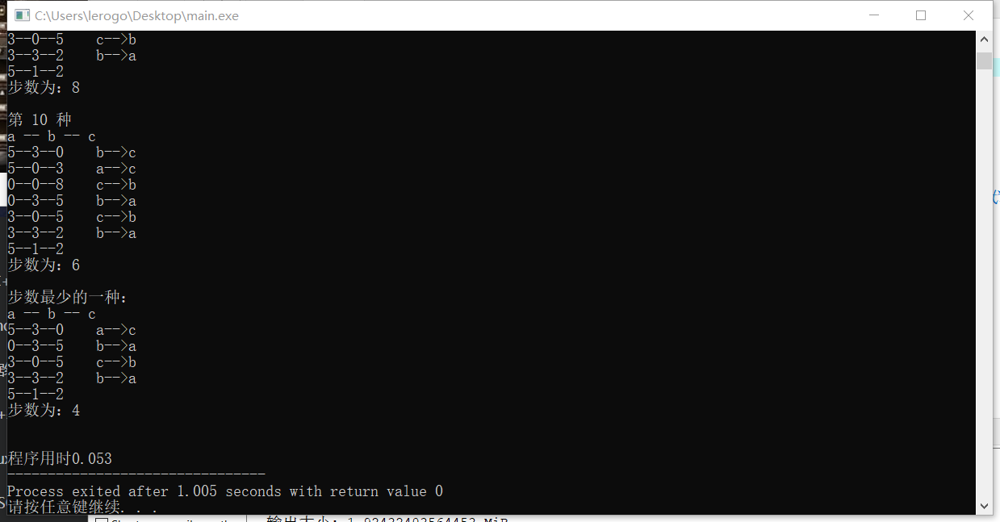 C:\Users\lerogo\Desktop\main.exe
3--0--5    c-->b
3--3--2    b-->a
5--1--2
步数为：8
第 10 种
a -- b -- c
5--3--0    b-->c
5--0--3    a-->c
0--0--8    c-->b
0--3--5    b-->a
3--0--5    c-->b
3--3--2    b-->a
5--1--2
步数为：6
步数最少的一种：
a -- b -- c
5--3--0    a-->c
0--3--5    b-->a
3--0--5    c-->b
3--3--2    b-->a
5--1--2
步数为：4
程序用时0.053
--------------------------------
Process exited after 1.005 seconds with return value 0
请按任意键继续. . .